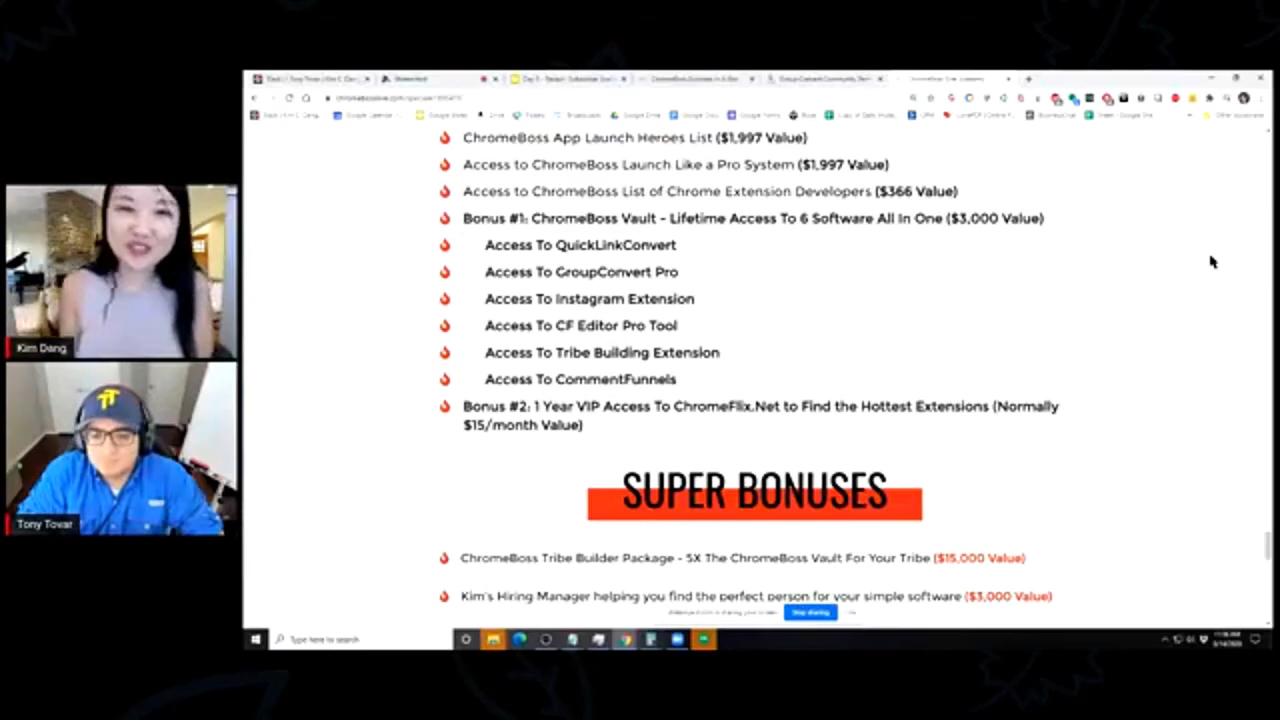 ChromeBoss App Launch Heroes List ($1,997 Value)
Access to ChromeBoss Launch Like a Pro System ($1,997 Value)
Access to ChromeBoss List of Chrome Extension Developers ($366 Value)
Bonus #1: ChromeBoss Vault - Lifetime Access To 6 Software All In One ($3,000 Value)
Access To QuickLinkConvert
Access To GroupConvert Pro
Access To Instagram Extension
Access To CF Editor Pro Tool
Access To Tribe Building Extension
Access To CommentFunnels
Bonus #2: 1 Year VIP Access To ChromeFlix.Net to Find the Hottest Extensions (Normally
$15/month Value)
SUPER BONUSES
ChromeBoss Tribe Builder Package - 5X The ChromeBoss Vault For Your Tribe ($15,000 Value)
Kim's Hiring Manager helping you find the perfect person for your simple software ($3,000 Value)
Stop sharing
Type here to search
Kim Dang
TT
Tony Tovar